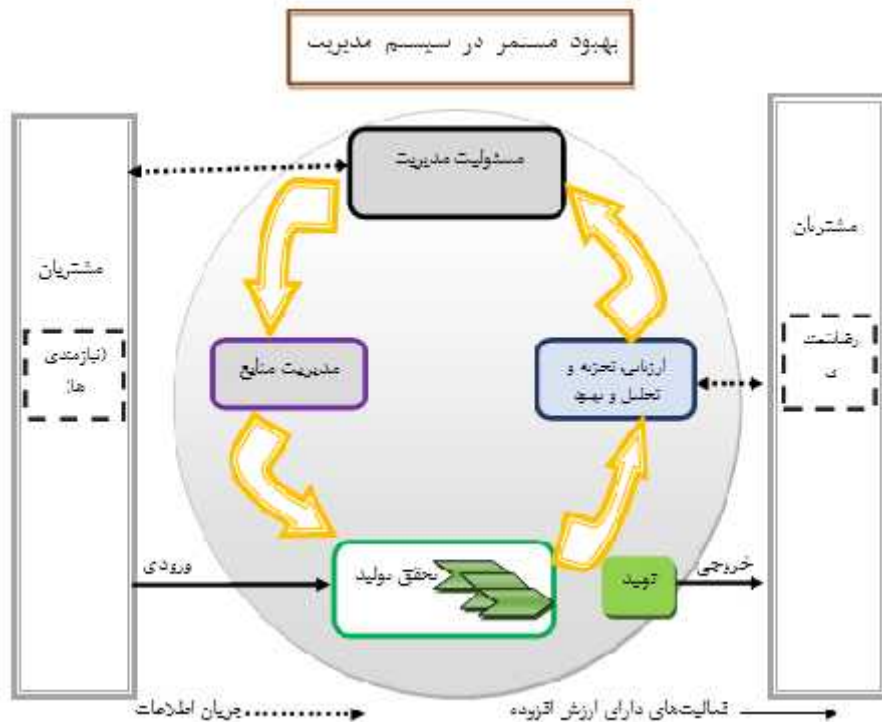 بهبود مستمر در سیستم مدیریت
مسئولیت مدیریت
مشتریان
مشتریان
(نیازمندی
ها)
مدیریت منابع
ارزیابی، تجزیه و
تحلیل و بهبود
رضایتمند
ی
تحقق تولید
ورودی
تولید
خروجی
فعالیت‌های دارای ارزش افزوده
جریان اطلاعات